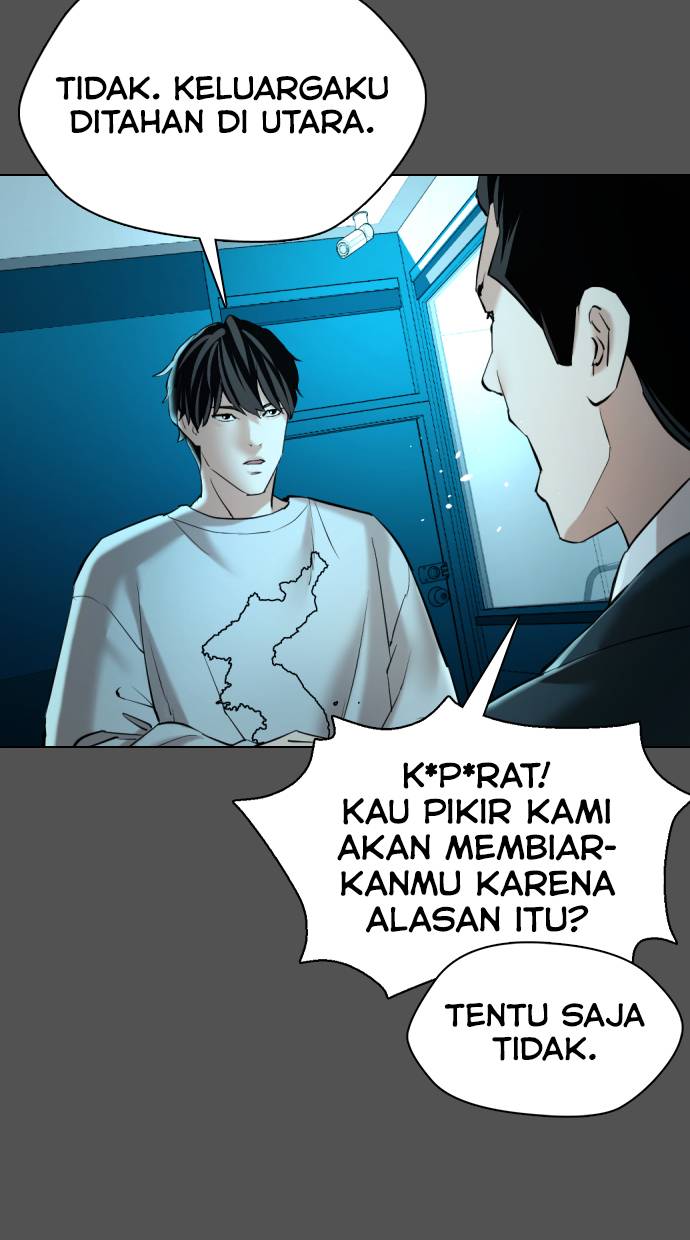 TIDAK. KELUARGAKU
DITAHAN DI UTARA.
K*P*RAT!
KAU PIKIR KAMI
AKAN MEMBIAR-
KANMU KARENA
ALASAN ITU?
TENTU SAJA
TIDAK.